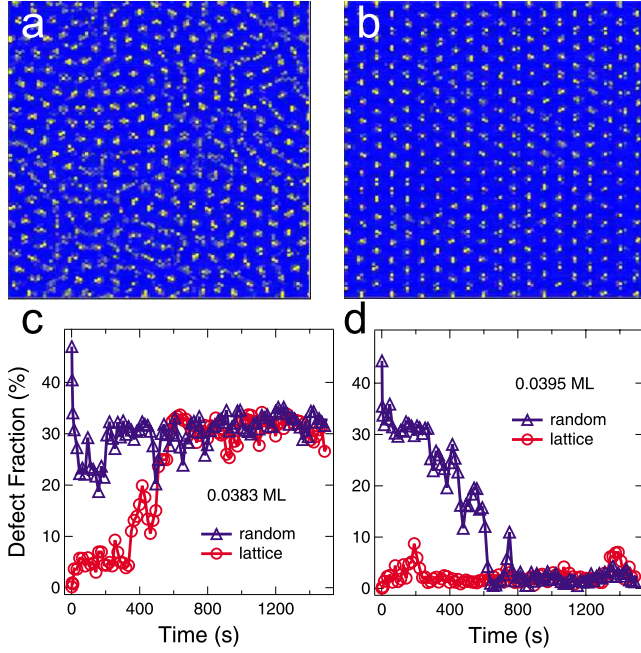 a
b
c
d
Defect Fraction (%)
40
30
20
10
0
0.0383 ML
random
lattice
0
400
800
1200
Time (s)
40
30
20
10
0
0.0395 ML
random
lattice
0
400
800
1200
Time (s)